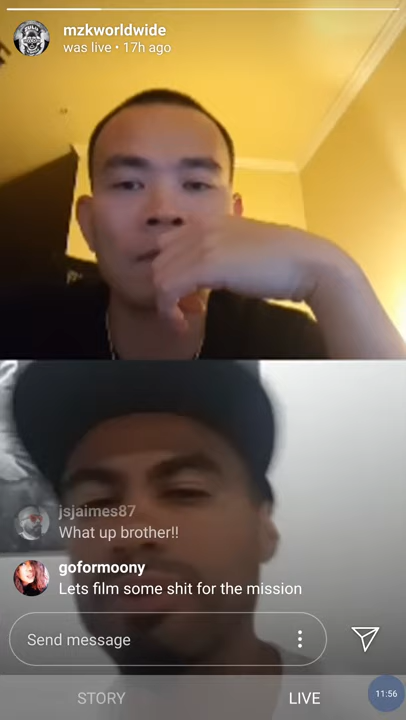 mzkworldwide
was live • 17h ago
jsjaimes87
What up brother!!
goformoony
Lets film some shit for the mission
Send message
STORY
LIVE
11:56